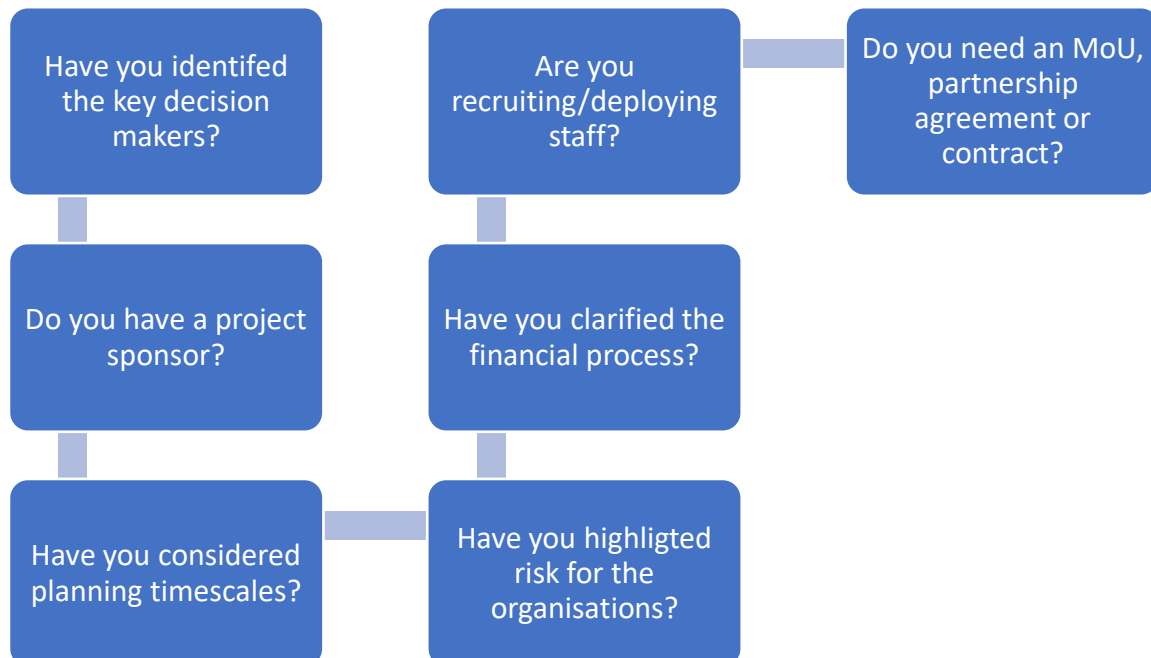 Have you identifed
the key decision
makers?
Do you have a project
sponsor?
Have you considered
planning timescales?
Have you highligted
risk for the
organisations?
Have you clarified the
financial process?
Are you
recruiting/deploying
staff?
Do you need an MoU,
partnership
agreement or
contract?